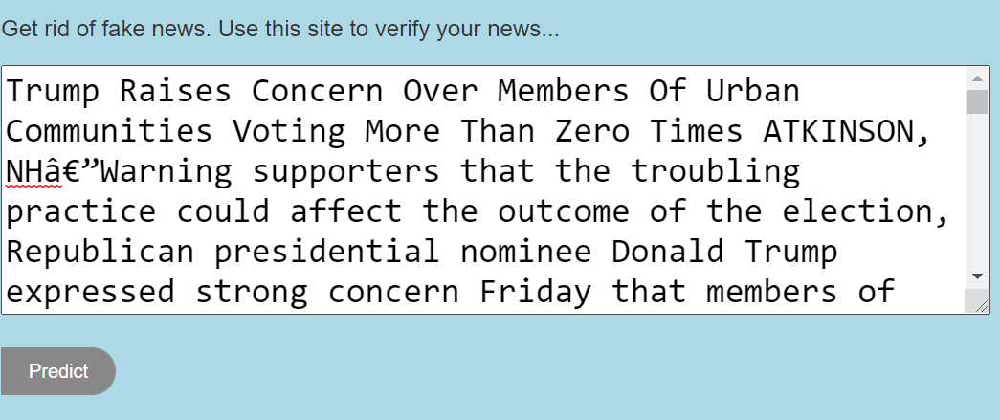 Get rid of fake news. Use this site to verify your news...
Trump Raises Concern Over Members Of Urban
Communities Voting More Than Zero Times ATKINSON,
NHâ€”Warning supporters that the troubling
practice could affect the outcome of the election,
Republican presidential nominee Donald Trump
expressed strong concern Friday that members of
Predict